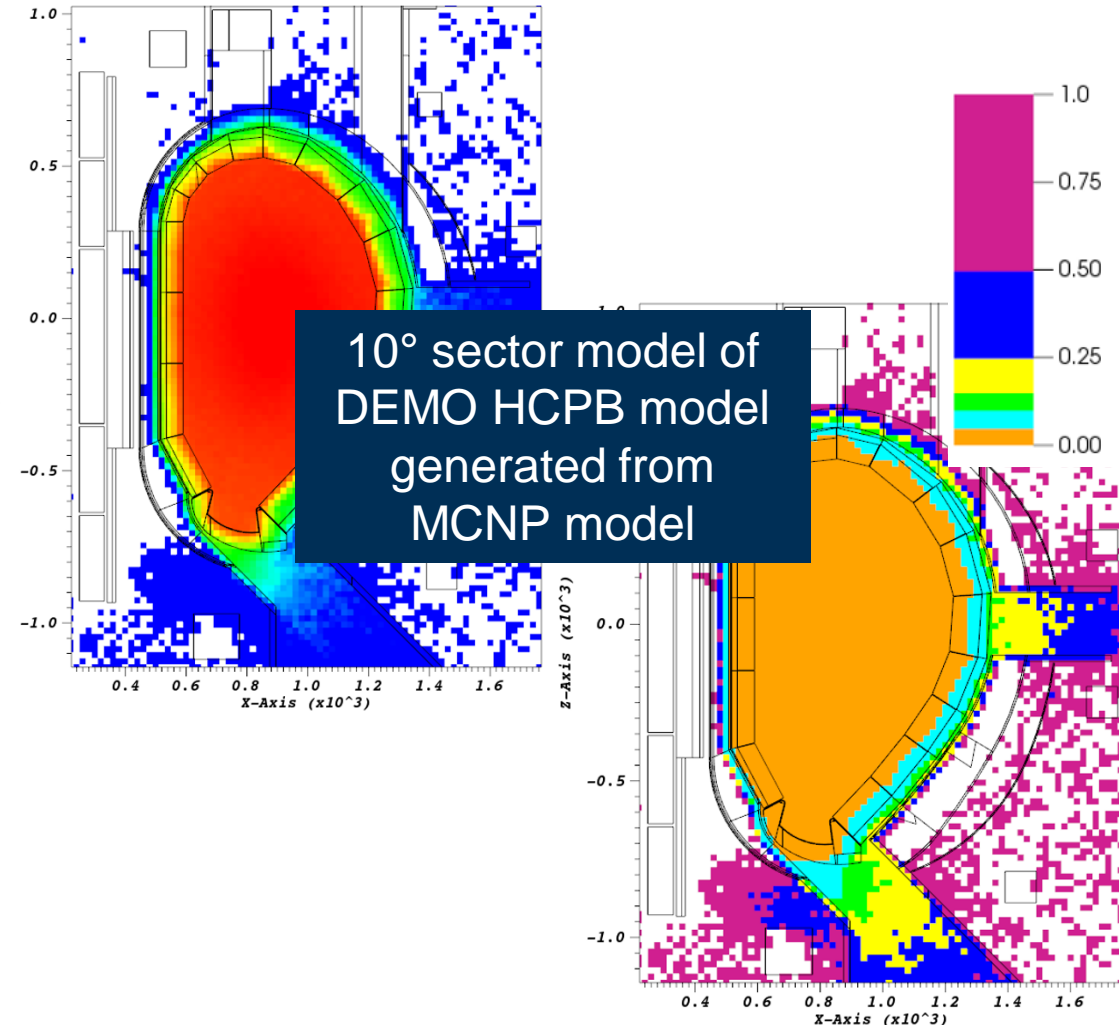 1.0
0.5
0.0
-0.5
-1.0
0.4 0.6 0.8 1.0 1.2 1.4 1.6
X-Axis (x10^3)
10° sector model of
DEMO HCPB model
generated from
MCNP model
1.0
0.75
0.50
0.25
0.00
Z-Axis (x10^3)
0.0
-0.5
-1.0
0.4 0.6 0.8 1.0 1.2 1.4 1.6
X-Axis (x10^3)